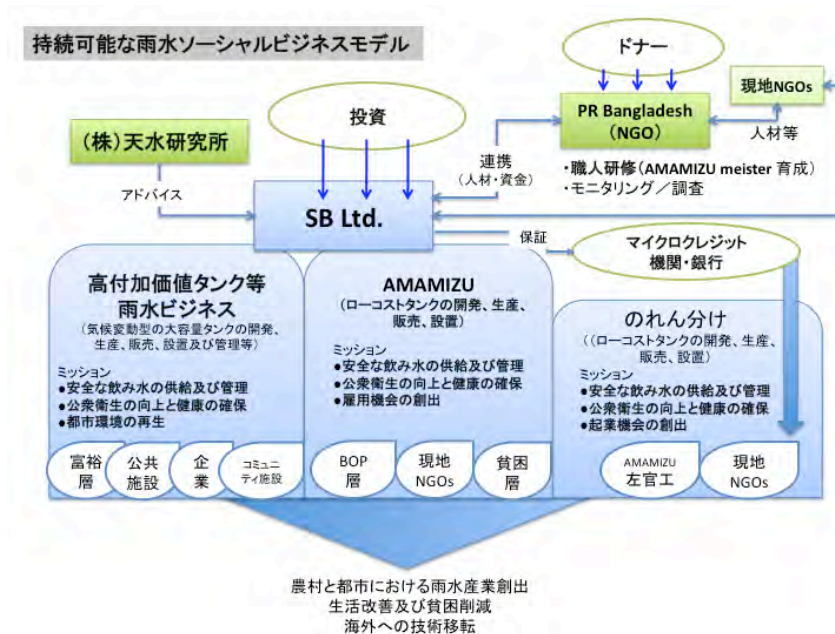 持続可能な雨水ソーシャルビジネスモデル
ドナー
現地NGOs
投資
PR Bangladesh
（NGO）
（株）天水研究所
人材等
連携
（人材・資金）
・職人研修（AMAMIZU meister 育成）
・モニタリング／調査
アドバイス
SB Ltd.
保証
マイクロクレジット
機関・銀行
高付加価値タンク等
雨水ビジネス
（気候変動型の大容量タンクの開発、
生産、販売、設置及び管理等）
ミッション
●安全な飲み水の供給及び管理
●公衆衛生の向上と健康の確保
●都市環境の再生
富裕
層
公共
施設
企
業
コミュニ
ティ施設
AMAMIZU
（ローコストタンクの開発、生産、
販売、設置）
ミッション
●安全な飲み水の供給及び管理
●公衆衛生の向上と健康の確保
●雇用機会の創出
BOP
層
現地
NGOs
貧困
層
のれん分け
（（ローコストタンクの開発、生産、
販売、設置）
ミッション
●安全な飲み水の供給及び管理
●公衆衛生の向上と健康の確保
●起業機会の創出
AMAMIZU
左官工
現地
NGOs
農村と都市における雨水産業創出
生活改善及び貧困削減
海外への技術移転